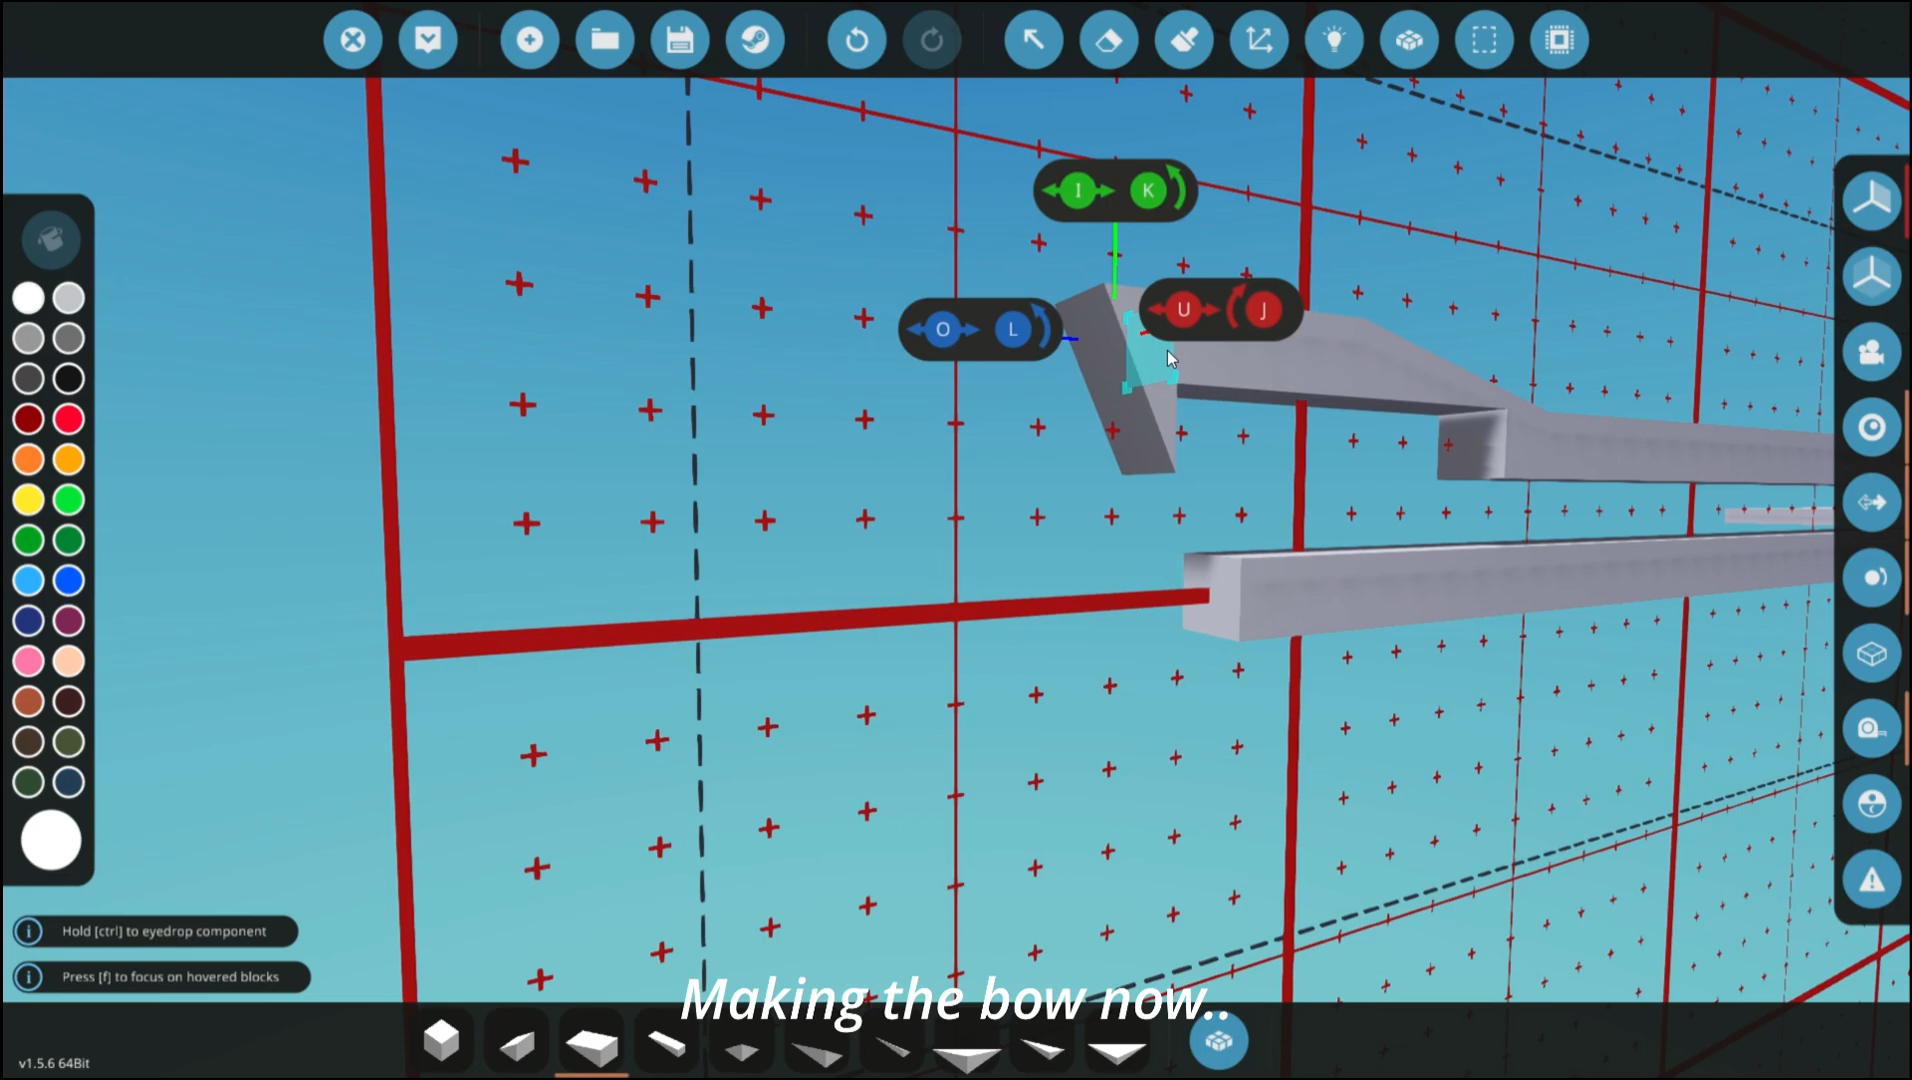 I K
O L
U J
Hold [ctrl] to eyedrop component
Press [f] to focus on hovered blocks
Making the bow now..
v1.5.6 64Bit